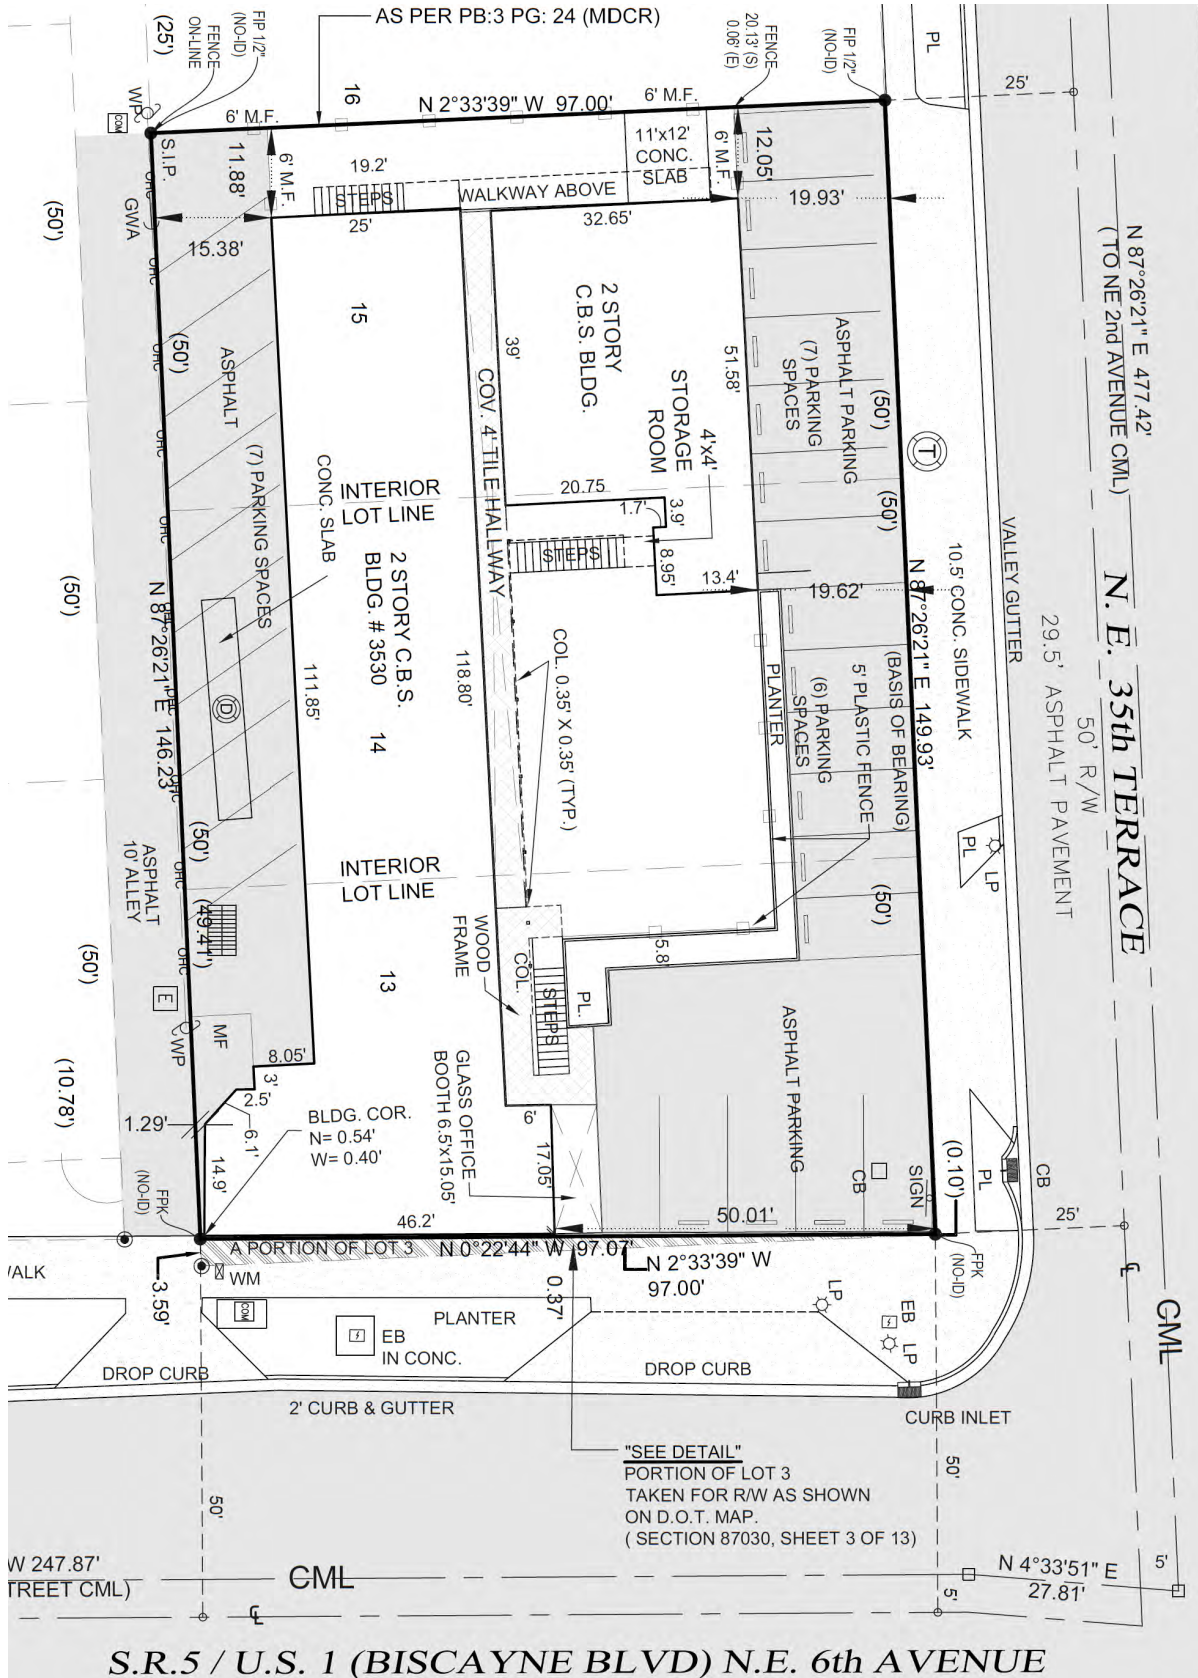 AS PER PB:3 PG: 24 (MDCR)
FIP 1/2"
(NO-ID)
FENCE
ON-LINE
(25')
WP
COM
S.I.P.
6' M.F.
16
N 2°33'39" W 97.00'
6' M.F.
FENCE
20.13' (S)
0.06' (E)
FIP 1/2"
(NO-ID)
PL
25'
11.88'
6' M.F.
19.2'
STEPS
WALKWAY ABOVE
11'x12'
CONC.
SLAB
6' M.F.
12.05'
19.93'
GWA
OHC
15.38'
25'
32.65'
(50')
OHC
15
2 STORY
C.B.S. BLDG.
39'
51.58'
ASPHALT PARKING
(7) PARKING
SPACES
(50')
N 87°26'21" E 477.42'
(TO NE 2nd AVENUE CML)
(50')
ASPHALT
OHC
COV. 4' TILE HALLWAY
STORAGE
ROOM
4'x4'
T
OHC
(7) PARKING SPACES
CONC. SLAB
INTERIOR
LOT LINE
20.75
1.7'
3.9'
8.95'
13.4'
STEPS
(50')
19.62'
10.5' CONC. SIDEWALK
VALLEY GUTTER
N. E. 35th TERRACE
50' R/W
29.5' ASPHALT PAVEMENT
OHC
(50')
N 87°26'21" E 146.23'
2 STORY C.B.S.
BLDG. # 3530
COL. 0.35' X 0.35' (TYP.)
PLANTER
(6) PARKING
SPACES
5' PLASTIC FENCE
(BASIS OF BEARING)
N 87°26'21" E 149.93'
111.85'
118.80'
14
D
OHC
(50')
ASPHALT
10' ALLEY
OHC
(49.41')
INTERIOR
LOT LINE
(50')
PL
LP
OHC
(50')
13
WOOD
FRAME
COL.
5.8'
STEPS
PL.
E
WP
MF
8.05'
3'
2.5'
6.1'
GLASS OFFICE
BOOTH 6.5'x15.05'
ASPHALT PARKING
(10.78')
1.29'
14.9'
BLDG. COR.
N= 0.54'
W= 0.40'
6'
17.05'
CB
SIGN
(0.10')
PL
CB
FPK
(NO-ID)
46.2'
50.01'
25'
A PORTION OF LOT 3
N 0°22'44" W 97.07'
N 2°33'39" W
97.00'
FPK
(NO-ID)
℄
CML
WM
3.59'
0.37'
LP
COM
PLANTER
EB
IN CONC.
EB
LP
DROP CURB
DROP CURB
2' CURB & GUTTER
CURB INLET
"SEE DETAIL"
PORTION OF LOT 3
TAKEN FOR R/W AS SHOWN
ON D.O.T. MAP.
( SECTION 87030, SHEET 3 OF 13)
50'
50'
W 247.87'
TREET CML)
CML
N 4°33'51" E
27.81'
5'
5'
℄
S.R.5 / U.S. 1 (BISCAYNE BLVD) N.E. 6th AVENUE